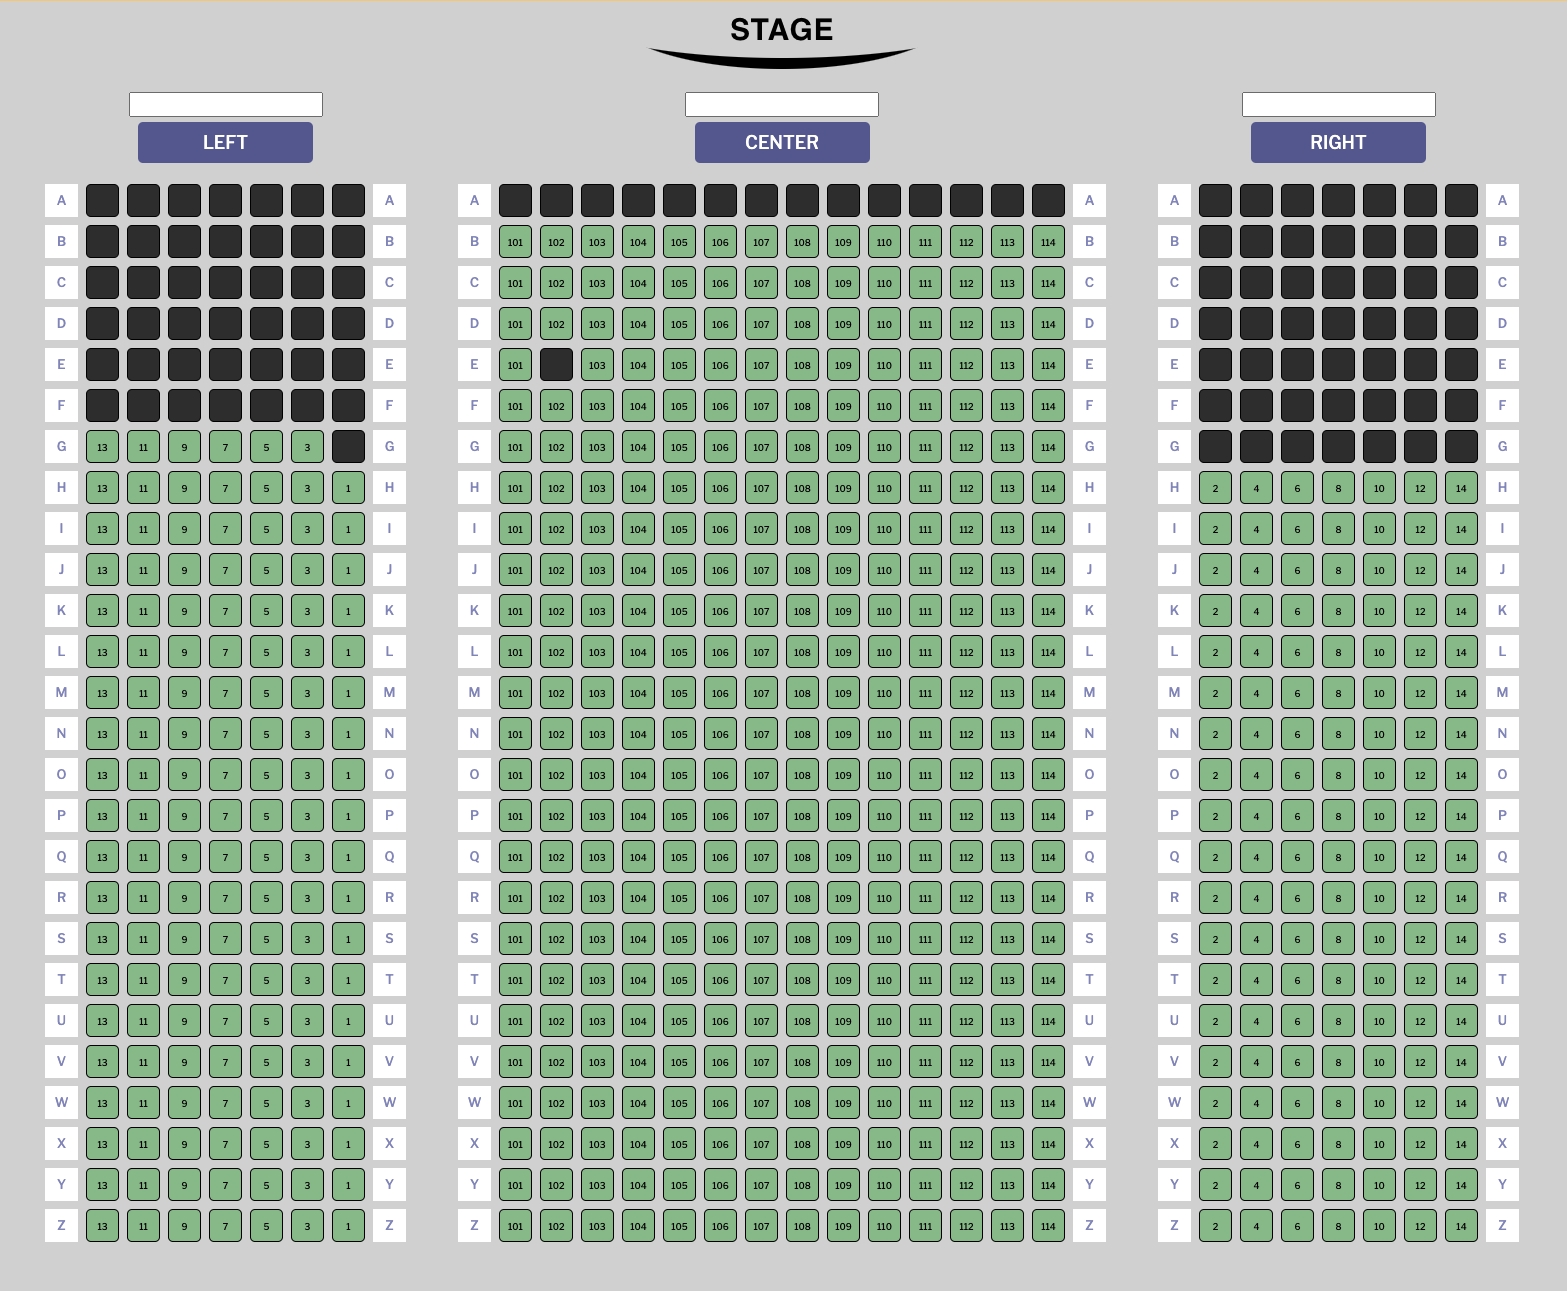 STAGE
LEFT CENTER RIGHT
A A A A A A
B B B 101 102 103 104 105 106 107 108 109 110 111 112 113 114 B B B
C C C 101 102 103 104 105 106 107 108 109 110 111 112 113 114 C C C
D D D 101 102 103 104 105 106 107 108 109 110 111 112 113 114 D D D
E E E 101 103 104 105 106 107 108 109 110 111 112 113 114 E E E
F F F 101 102 103 104 105 106 107 108 109 110 111 112 113 114 F F F
G 13 11 9 7 5 3 G G 101 102 103 104 105 106 107 108 109 110 111 112 113 114 G G G
H 13 11 9 7 5 3 1 H H 101 102 103 104 105 106 107 108 109 110 111 112 113 114 H H 2 4 6 8 10 12 14 H
I 13 11 9 7 5 3 1 I I 101 102 103 104 105 106 107 108 109 110 111 112 113 114 I I 2 4 6 8 10 12 14 I
J 13 11 9 7 5 3 1 J J 101 102 103 104 105 106 107 108 109 110 111 112 113 114 J J 2 4 6 8 10 12 14 J
K 13 11 9 7 5 3 1 K K 101 102 103 104 105 106 107 108 109 110 111 112 113 114 K K 2 4 6 8 10 12 14 K
L 13 11 9 7 5 3 1 L L 101 102 103 104 105 106 107 108 109 110 111 112 113 114 L L 2 4 6 8 10 12 14 L
M 13 11 9 7 5 3 1 M M 101 102 103 104 105 106 107 108 109 110 111 112 113 114 M M 2 4 6 8 10 12 14 M
N 13 11 9 7 5 3 1 N N 101 102 103 104 105 106 107 108 109 110 111 112 113 114 N N 2 4 6 8 10 12 14 N
O 13 11 9 7 5 3 1 O O 101 102 103 104 105 106 107 108 109 110 111 112 113 114 O O 2 4 6 8 10 12 14 O
P 13 11 9 7 5 3 1 P P 101 102 103 104 105 106 107 108 109 110 111 112 113 114 P P 2 4 6 8 10 12 14 P
Q 13 11 9 7 5 3 1 Q Q 101 102 103 104 105 106 107 108 109 110 111 112 113 114 Q Q 2 4 6 8 10 12 14 Q
R 13 11 9 7 5 3 1 R R 101 102 103 104 105 106 107 108 109 110 111 112 113 114 R R 2 4 6 8 10 12 14 R
S 13 11 9 7 5 3 1 S S 101 102 103 104 105 106 107 108 109 110 111 112 113 114 S S 2 4 6 8 10 12 14 S
T 13 11 9 7 5 3 1 T T 101 102 103 104 105 106 107 108 109 110 111 112 113 114 T T 2 4 6 8 10 12 14 T
U 13 11 9 7 5 3 1 U U 101 102 103 104 105 106 107 108 109 110 111 112 113 114 U U 2 4 6 8 10 12 14 U
V 13 11 9 7 5 3 1 V V 101 102 103 104 105 106 107 108 109 110 111 112 113 114 V V 2 4 6 8 10 12 14 V
W 13 11 9 7 5 3 1 W W 101 102 103 104 105 106 107 108 109 110 111 112 113 114 W W 2 4 6 8 10 12 14 W
X 13 11 9 7 5 3 1 X X 101 102 103 104 105 106 107 108 109 110 111 112 113 114 X X 2 4 6 8 10 12 14 X
Y 13 11 9 7 5 3 1 Y Y 101 102 103 104 105 106 107 108 109 110 111 112 113 114 Y Y 2 4 6 8 10 12 14 Y
Z 13 11 9 7 5 3 1 Z Z 101 102 103 104 105 106 107 108 109 110 111 112 113 114 Z Z 2 4 6 8 10 12 14 Z